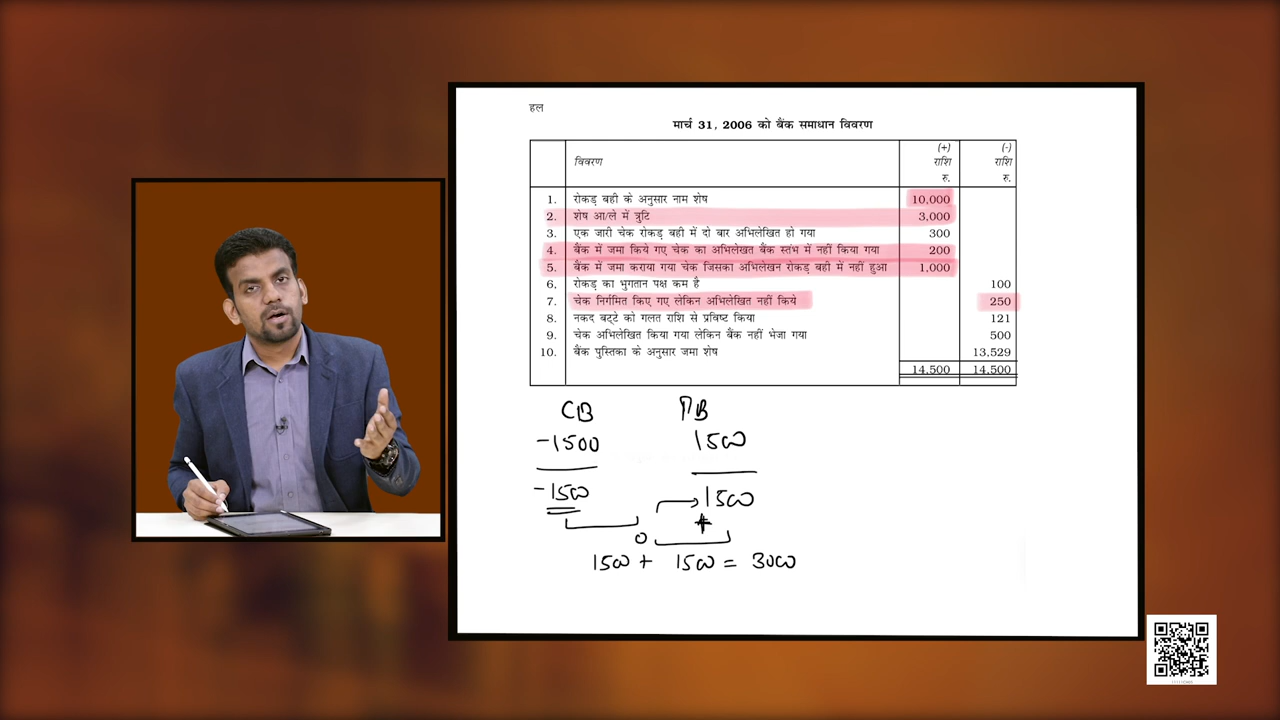 हल
मार्च 31, 2006 को बैंक समाधान विवरण
विवरण (+) राशि रु. (-) राशि रु.
1. रोकड़ बही के अनुसार नाम शेष 10,000
2. शेष आ/ले में त्रुटि 3,000
3. एक जारी चेक रोकड़ बही में दो बार अभिलेखित हो गया 300
4. बैंक में जमा किये गए चेक का अभिलेखत बैंक स्तंभ में नहीं किया गया 200
5. बैंक में जमा कराया गया चेक जिसका अभिलेखन रोकड़ बही में नहीं हुआ 1,000
6. रोकड़ का भुगतान पक्ष कम है 100
7. चेक निर्गमित किए गए लेकिन अभिलेखित नहीं किये 250
8. नकद बट्टे को गलत राशि से प्रविष्ट किया 121
9. चेक अभिलेखित किया गया लेकिन बैंक नहीं भेजा गया 500
10. बैंक पुस्तिका के अनुसार जमा शेष 13,529
14,500 14,500
CB PB
-1500 1500
-1500 1500
0 +
1500 + 1500 = 3000